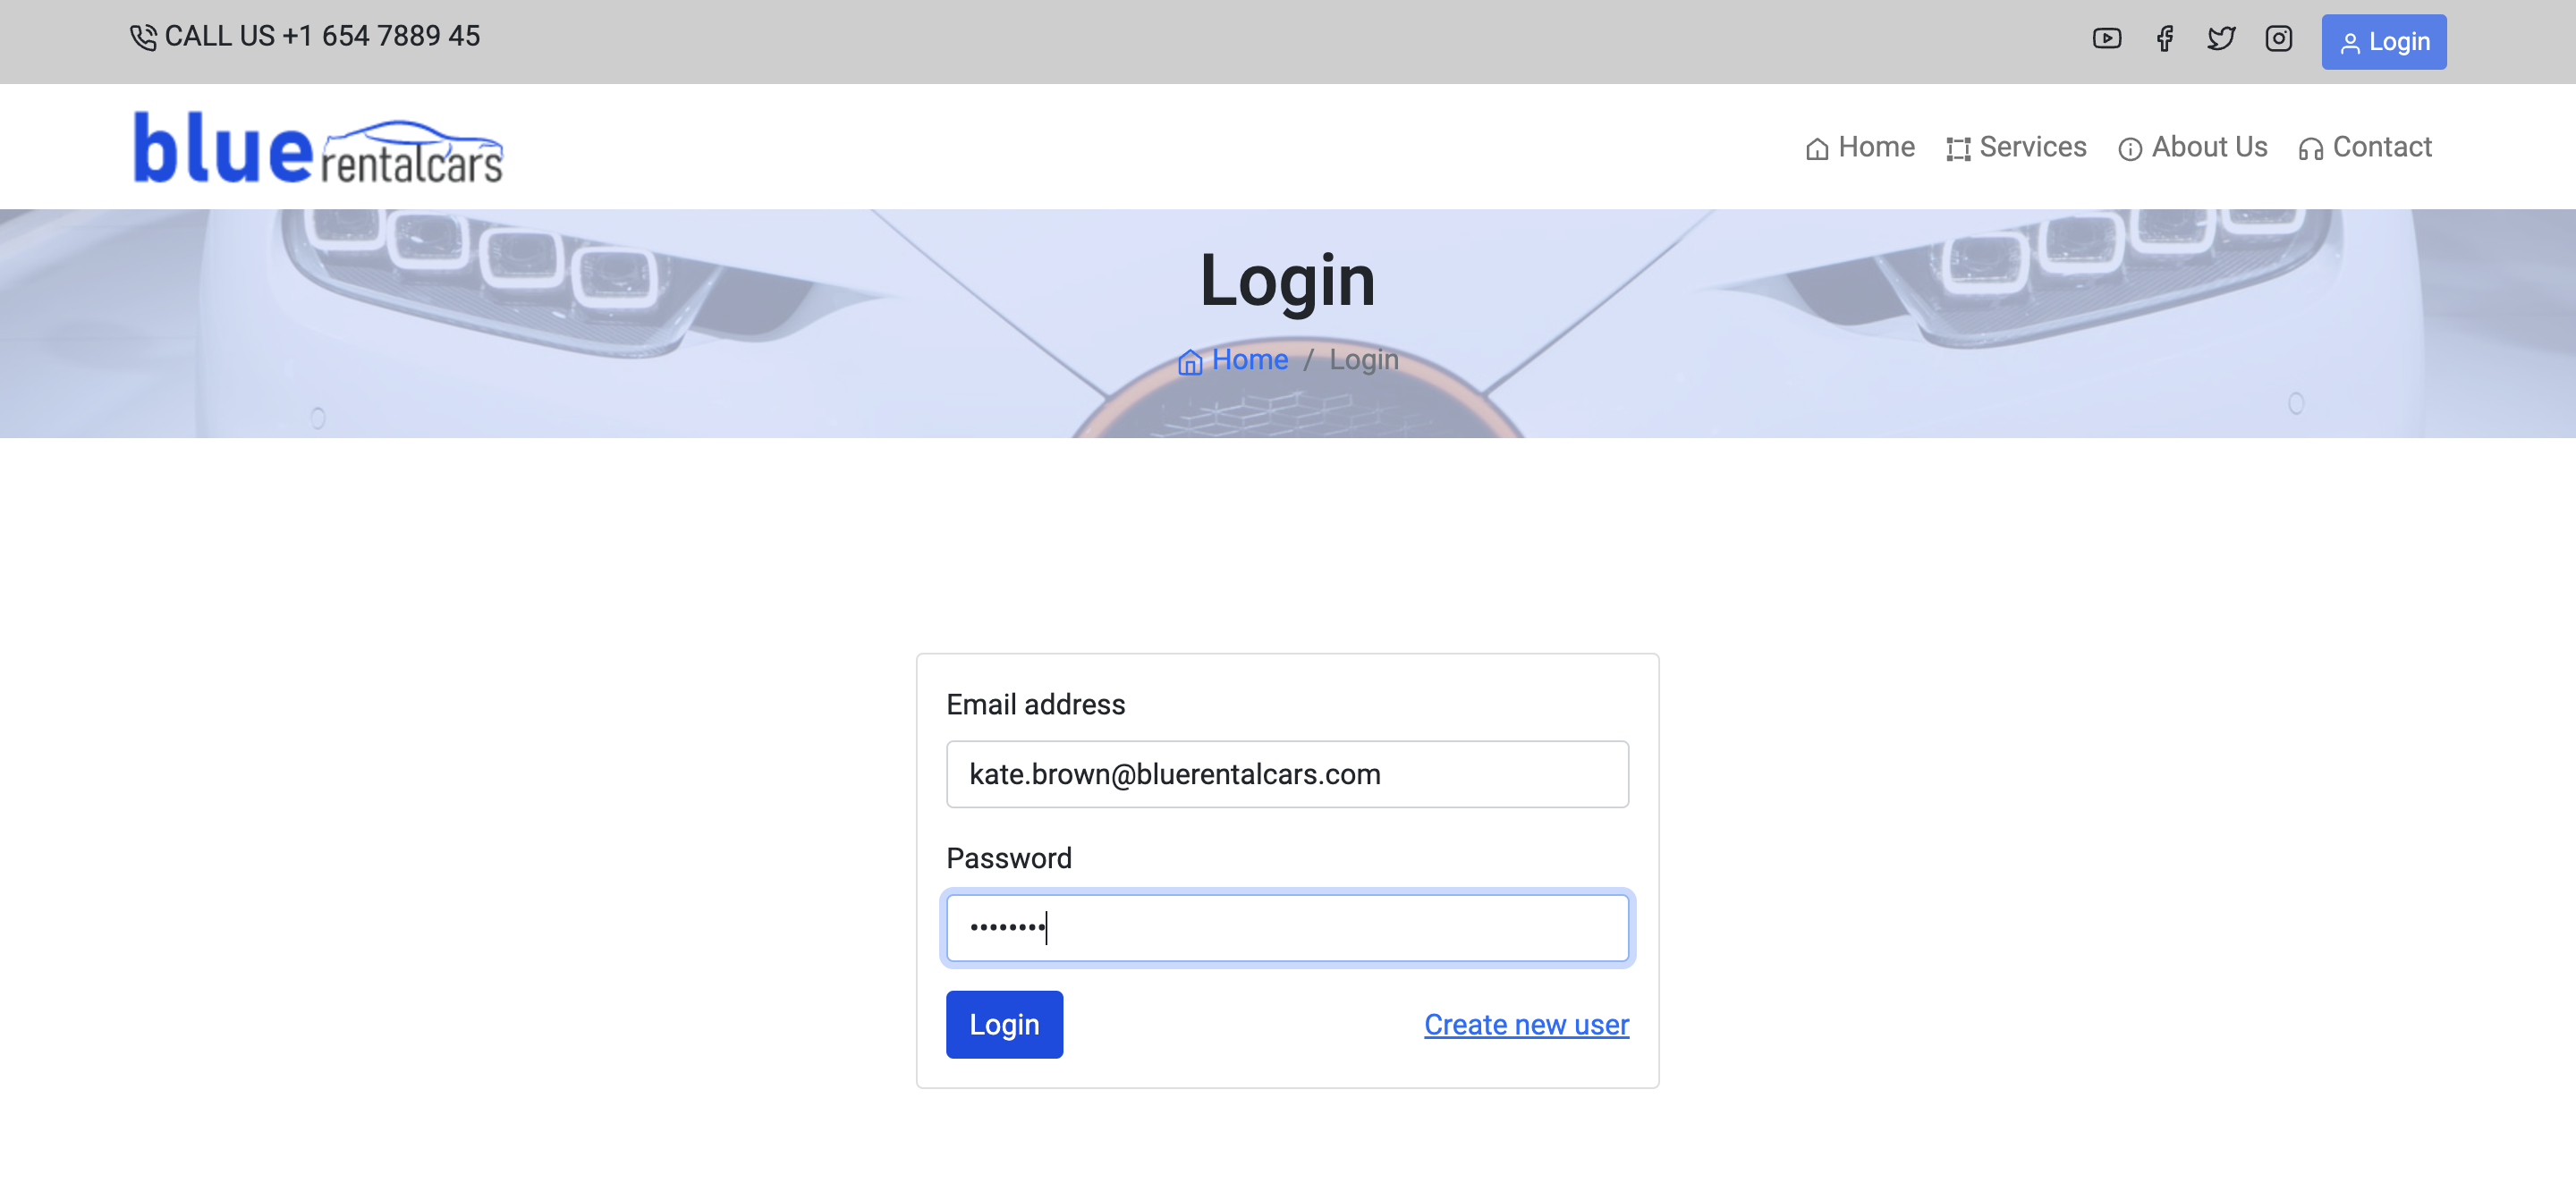 CALL US +1 654 7889 45
Login
blue rentalcars
Home Services About Us Contact
Login
Home / Login
Email address
kate.brown@bluerentalcars.com
Password
••••••••
Login
Create new user